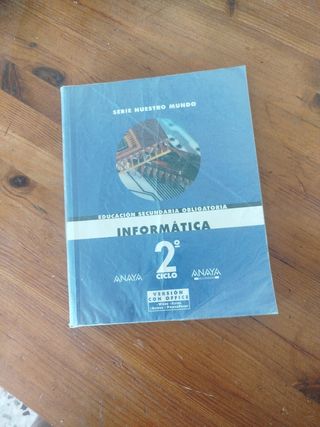 SERIE NUESTRO MUNDO
EDUCACIÓN SECUNDARIA OBLIGATORIA
INFORMÁTICA
2º
CICLO
ANAYA
ANAYA
VERSIÓN
CON OFFICE